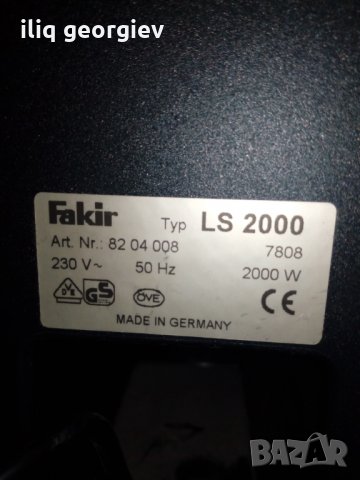 iliq georgiev
Fakir Typ LS 2000
Art. Nr.: 82 04 008 7808
230 V~ 50 Hz 2000 W
GS ÖVE CE
MADE IN GERMANY
BAZAR